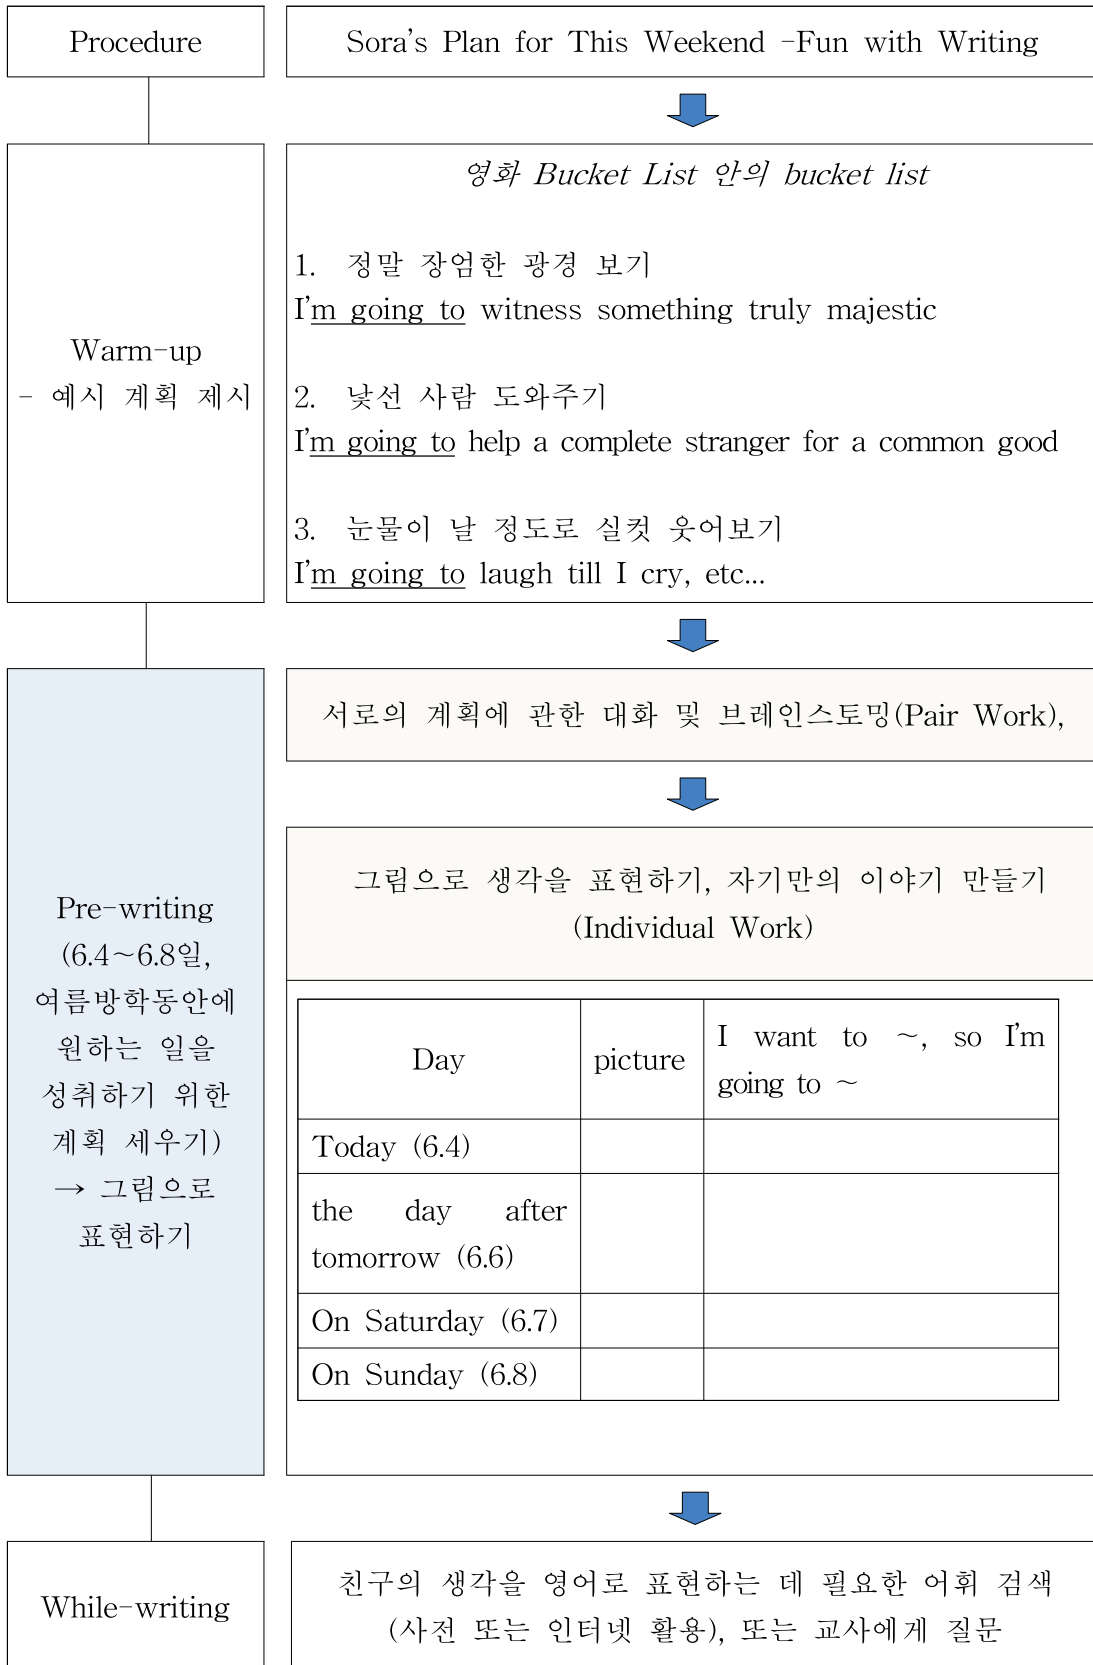 Procedure
Sora's Plan for This Weekend -Fun with Writing
Warm-up
- 예시 계획 제시
영화 Bucket List 안의 bucket list
1. 정말 장엄한 광경 보기
I'm going to witness something truly majestic
2. 낯선 사람 도와주기
I'm going to help a complete stranger for a common good
3. 눈물이 날 정도로 실컷 웃어보기
I'm going to laugh till I cry, etc...
Pre-writing
(6.4~6.8일,
여름방학동안에
원하는 일을
성취하기 위한
계획 세우기)
→ 그림으로
표현하기
서로의 계획에 관한 대화 및 브레인스토밍(Pair Work),
그림으로 생각을 표현하기, 자기만의 이야기 만들기
(Individual Work)
Day
picture
I want to ~, so I'm
going to ~
Today (6.4)
the day after
tomorrow (6.6)
On Saturday (6.7)
On Sunday (6.8)
While-writing
친구의 생각을 영어로 표현하는 데 필요한 어휘 검색
(사전 또는 인터넷 활용), 또는 교사에게 질문